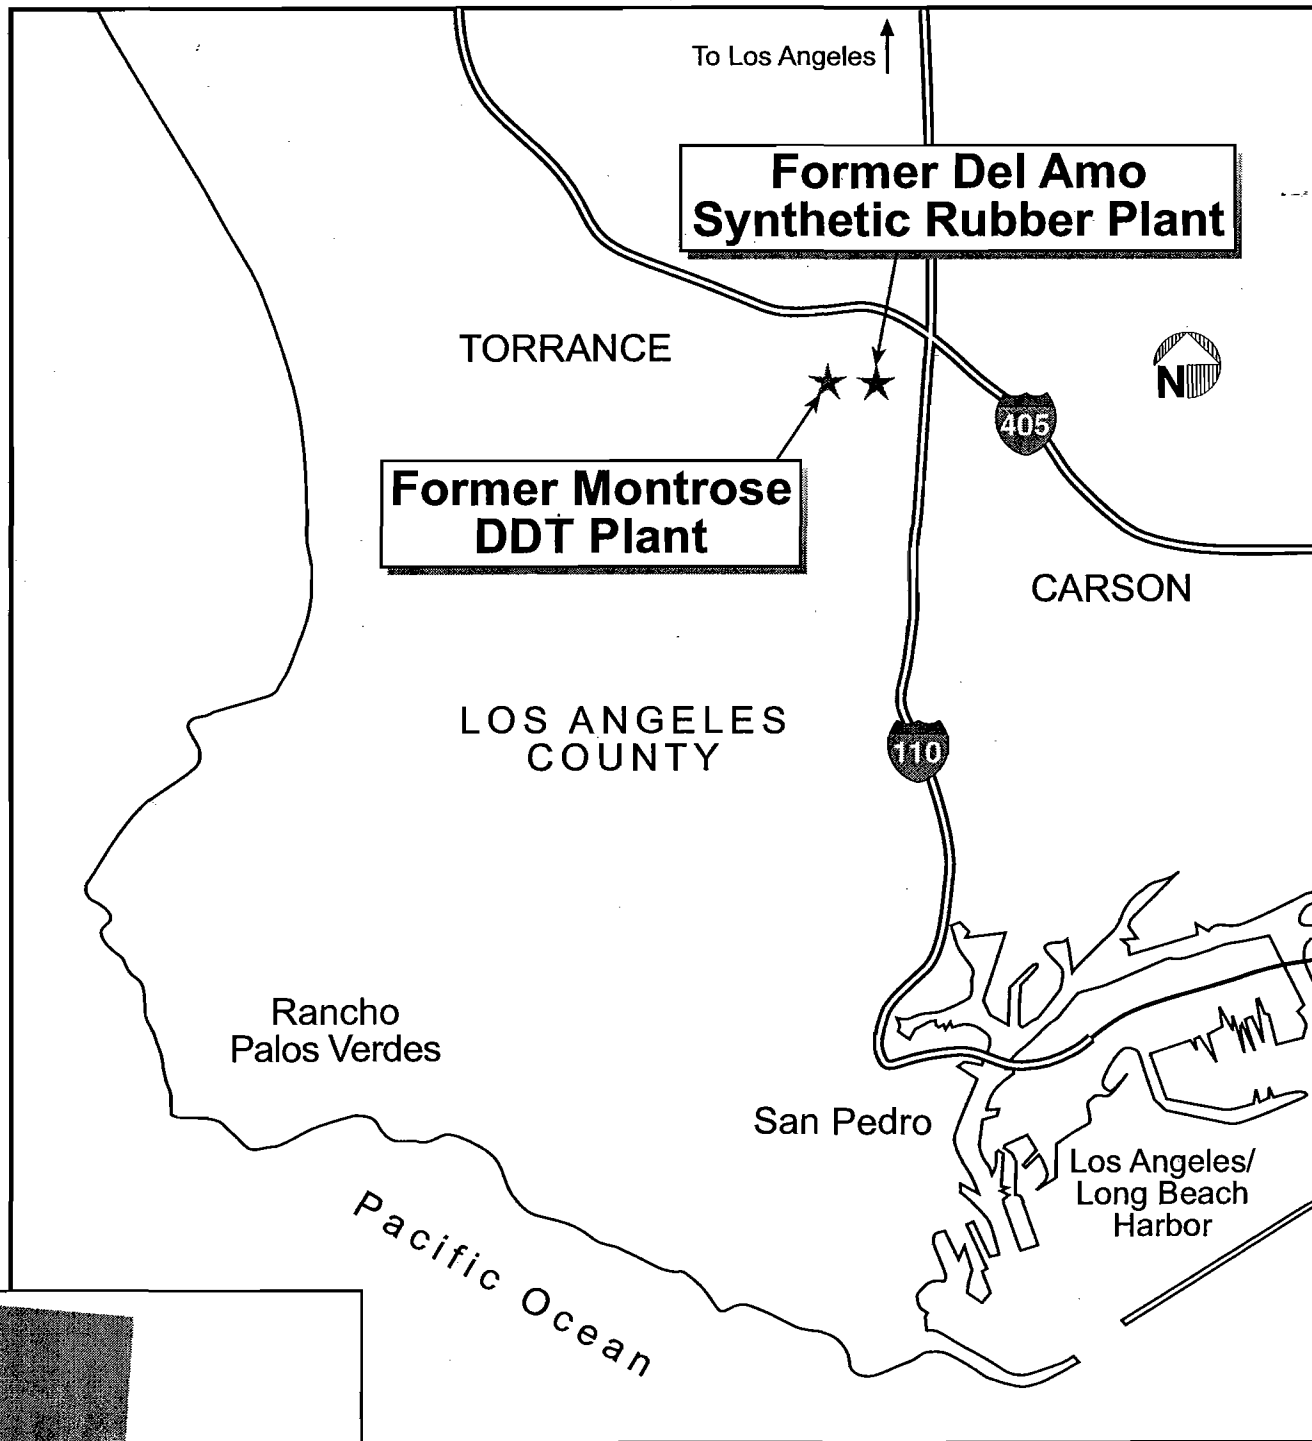 To Los Angeles
Former Del Amo
Synthetic Rubber Plant
TORRANCE
N
405
Former Montrose
DDT Plant
CARSON
LOS ANGELES
COUNTY
110
Rancho
Palos Verdes
San Pedro
Los Angeles/
Long Beach
Harbor
Pacific Ocean